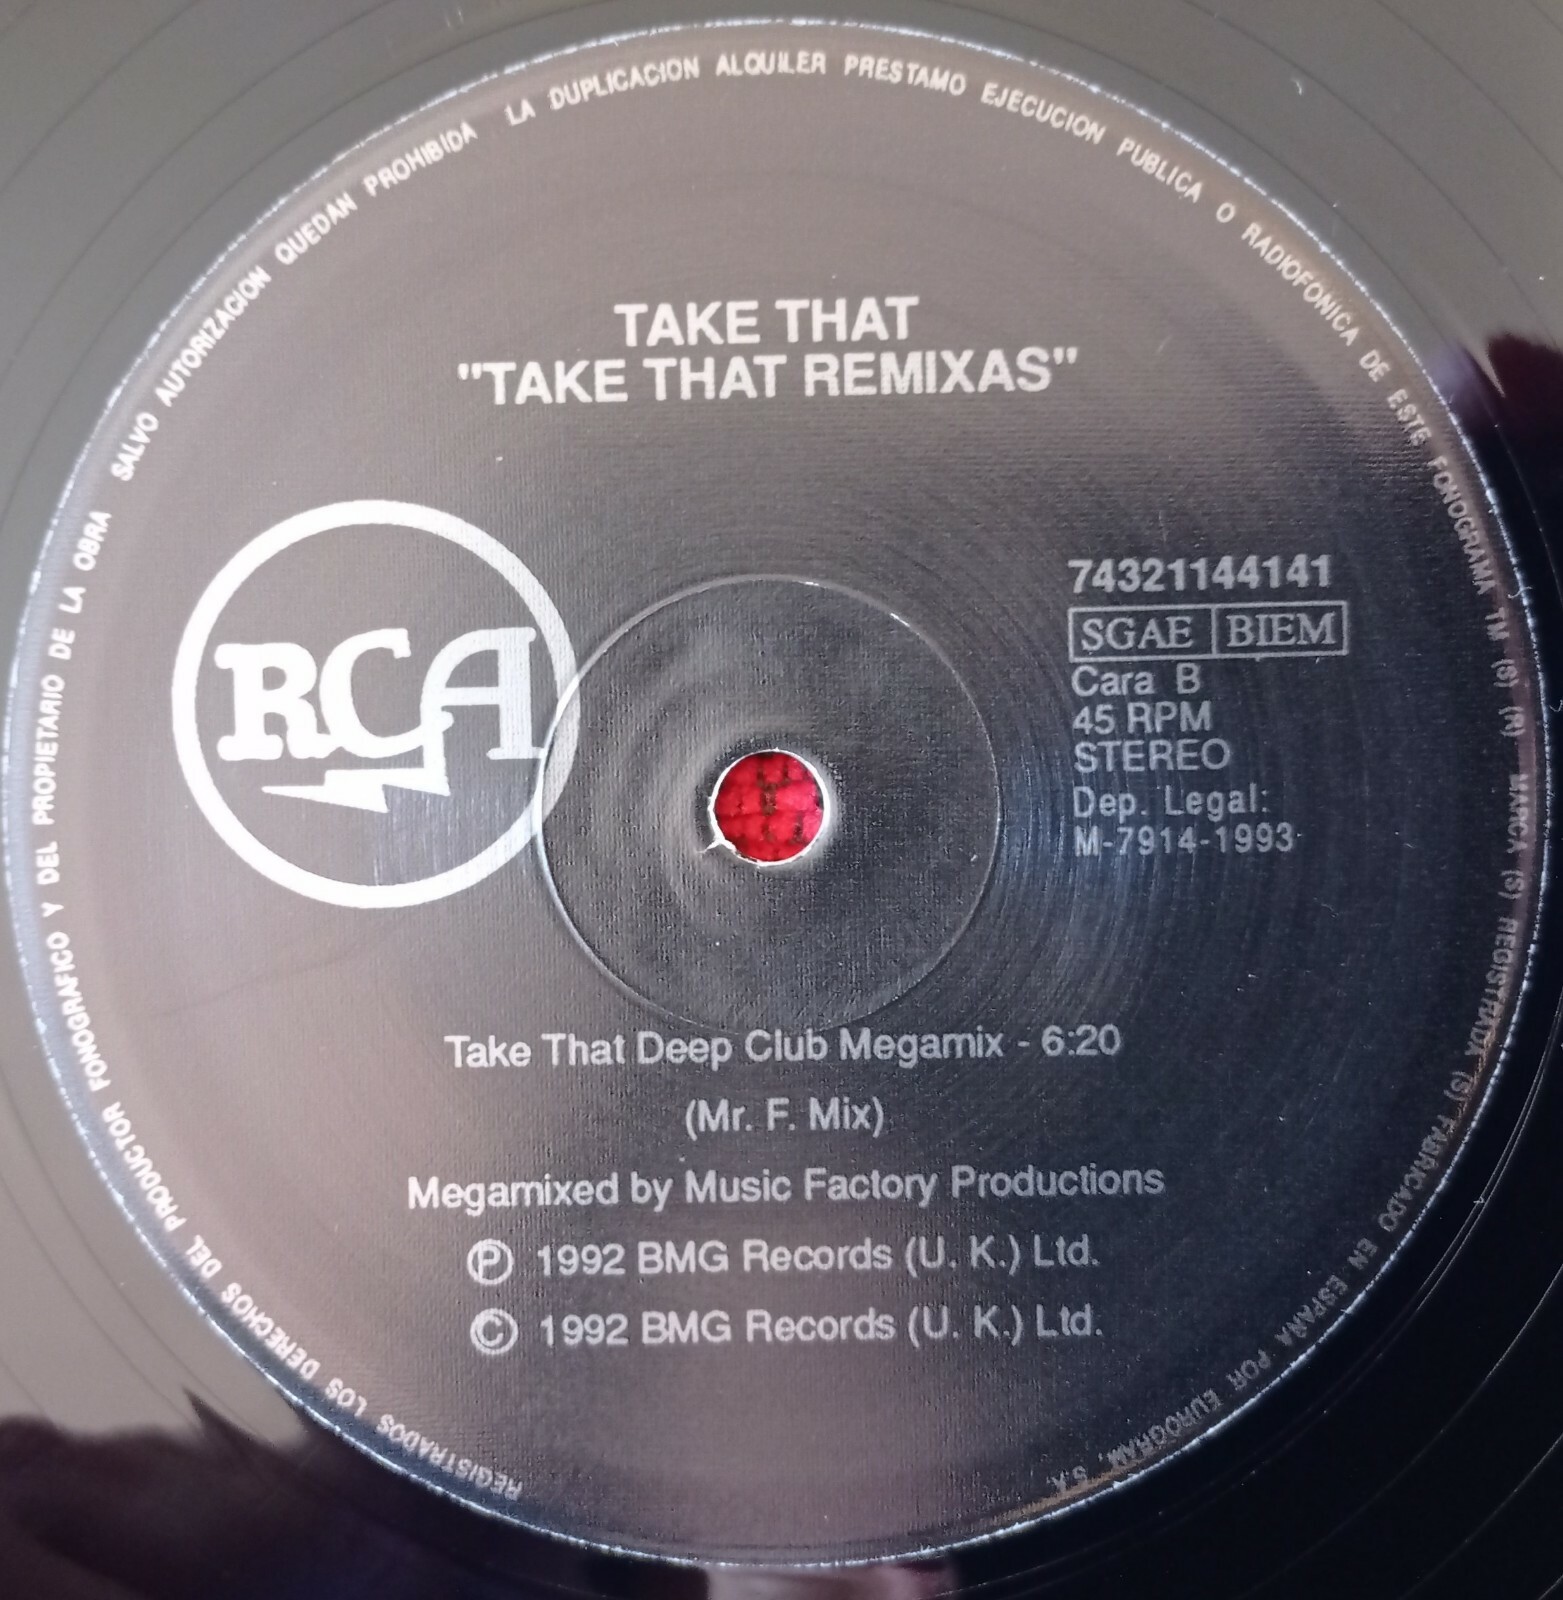 TAKE THAT
"TAKE THAT REMIXAS"
RCA
74321144141
SGAE BIEM
Cara B
45 RPM
STEREO
Dep. Legal:
M-7914-1993
Take That Deep Club Megamix - 6:20
(Mr. F. Mix)
Megamixed by Music Factory Productions
℗ 1992 BMG Records (U. K.) Ltd.
© 1992 BMG Records (U. K.) Ltd.
REGISTRADOS LOS DERECHOS DEL PRODUCTOR FONOGRAFICO Y DEL PROPIETARIO DE LA OBRA SALVO AUTORIZACION QUEDAN PROHIBIDA LA DUPLICACION ALQUILER PRESTAMO EJECUCION PUBLICA O RADIOFONICA DE ESTE FONOGRAMA TM (S) (R) MARCA (S) REGISTRADA (S) FABRICADO EN ESPAÑA POR EUROGRAM, S.A.